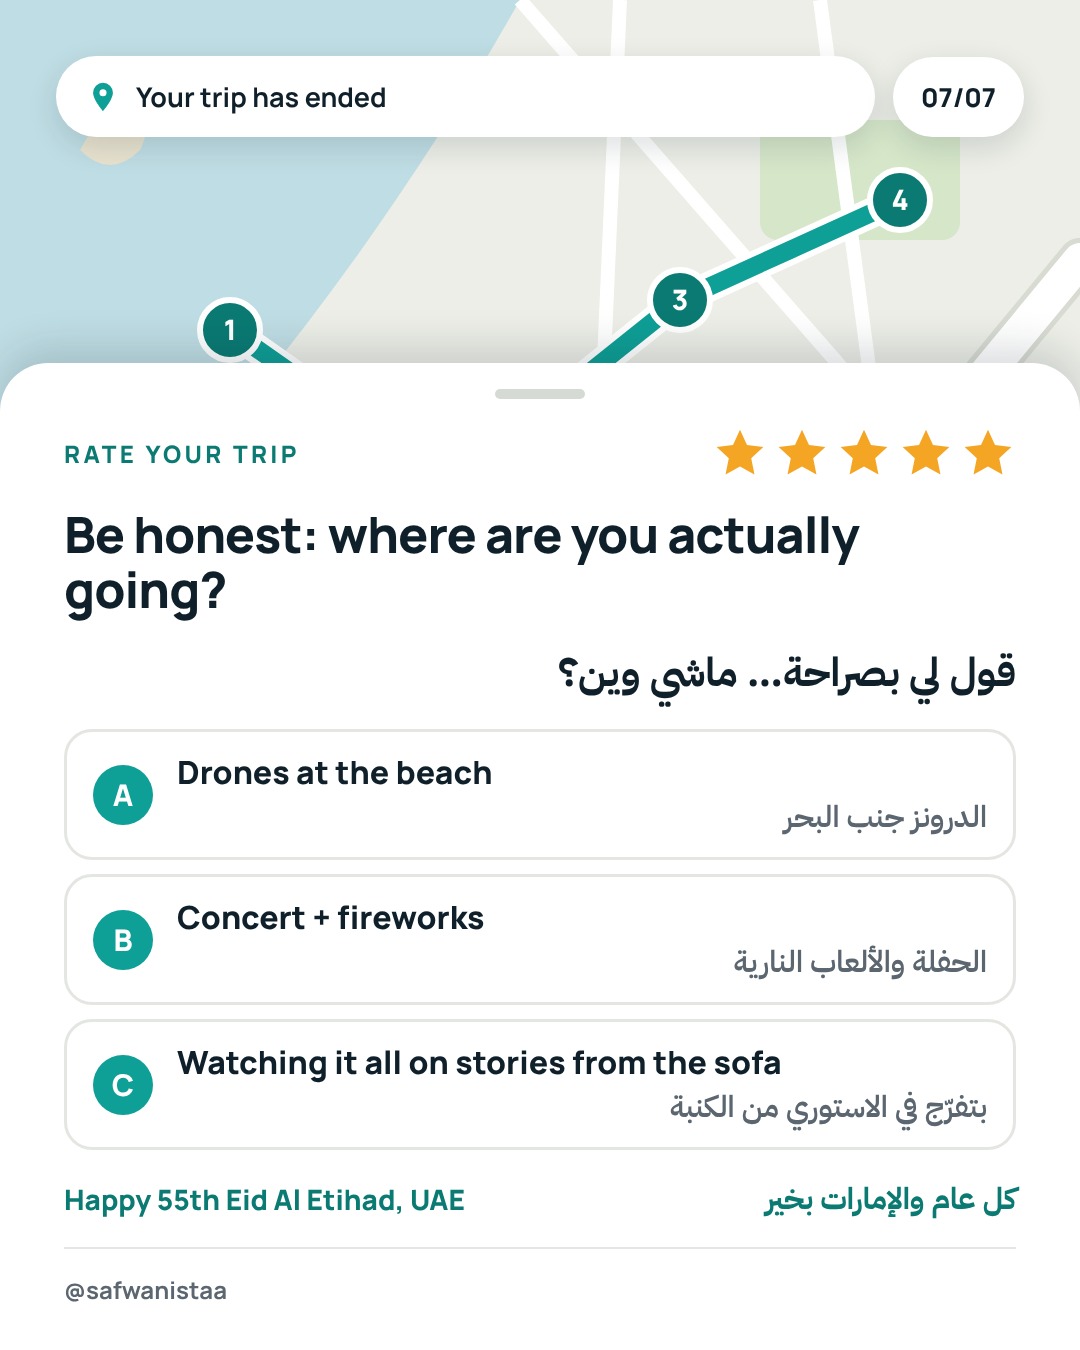 Your trip has ended
07/07
4
3
1
RATE YOUR TRIP
Be honest: where are you actually
going?
قول لي بصراحة... ماشي وين؟
A
Drones at the beach
الدرونز جنب البحر
B
Concert + fireworks
الحفلة والألعاب النارية
C
Watching it all on stories from the sofa
بتفرّج في الاستوري من الكنبة
Happy 55th Eid Al Etihad, UAE
كل عام والإمارات بخير
@safwanistaa